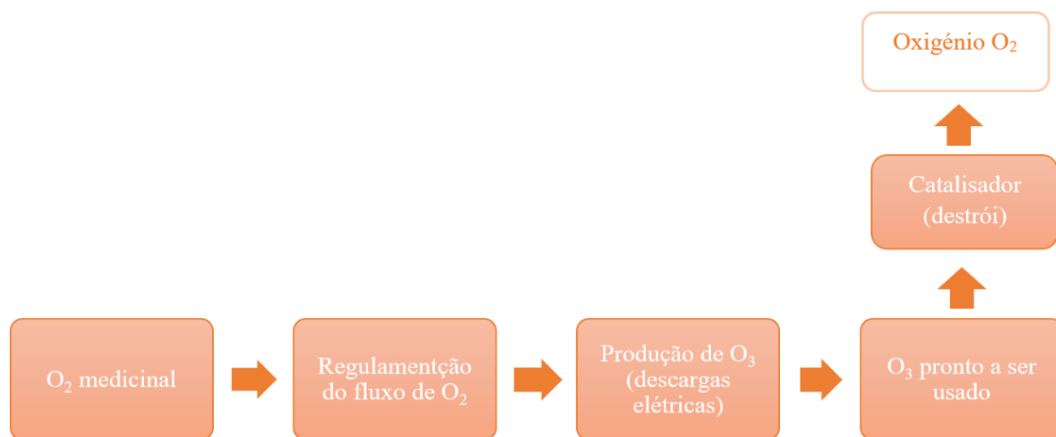 Oxigénio O₂
Catalisador
(destrói)
O₂ medicinal
Regulamentção
do fluxo de O₂
Produção de O₃
(descargas
elétricas)
O₃ pronto a ser
usado